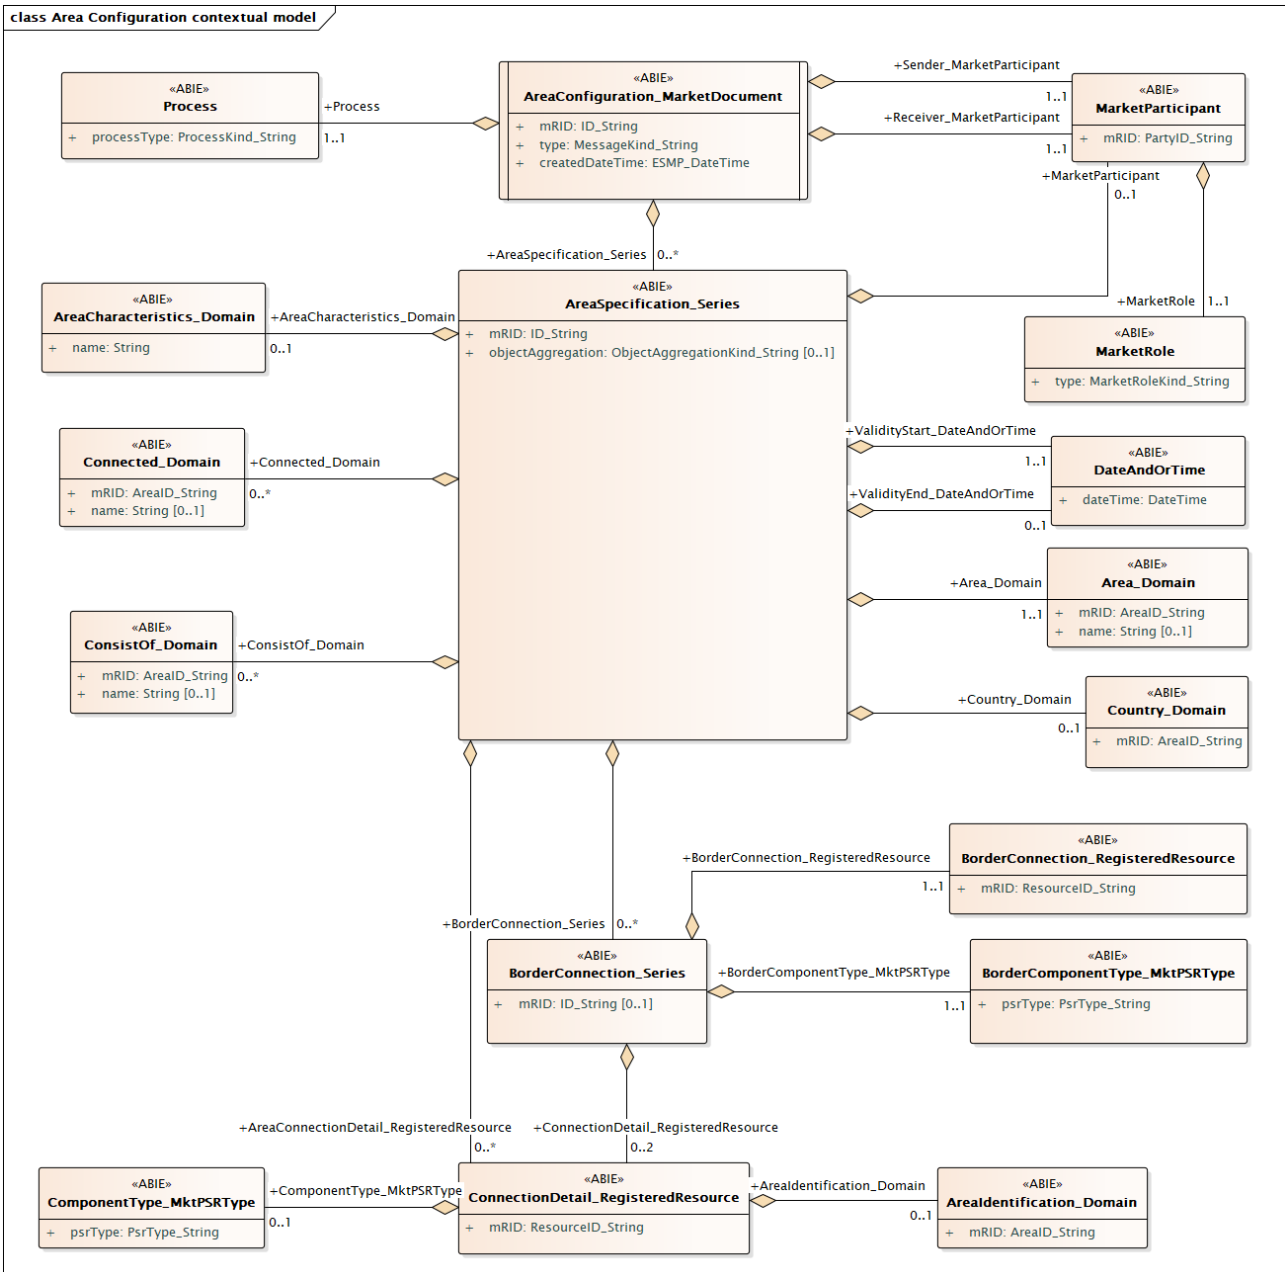 class Area Configuration contextual model
«ABIE»
Process
+ processType: ProcessKind_String
+Process
1..1
«ABIE»
AreaConfiguration_MarketDocument
+ mRID: ID_String
+ type: MessageKind_String
+ createdDateTime: ESMP_DateTime
+Sender_MarketParticipant
1..1
+Receiver_MarketParticipant
1..1
«ABIE»
MarketParticipant
+ mRID: PartyID_String
+MarketParticipant
0..1
+AreaSpecification_Series
0..*
«ABIE»
AreaSpecification_Series
+ mRID: ID_String
+ objectAggregation: ObjectAggregationKind_String [0..1]
+MarketRole
1..1
«ABIE»
MarketRole
+ type: MarketRoleKind_String
«ABIE»
AreaCharacteristics_Domain
+ name: String
+AreaCharacteristics_Domain
0..1
«ABIE»
Connected_Domain
+ mRID: AreaID_String
+ name: String [0..1]
+Connected_Domain
0..*
+ValidityStart_DateAndOrTime
1..1
+ValidityEnd_DateAndOrTime
0..1
«ABIE»
DateAndOrTime
+ dateTime: DateTime
+Area_Domain
1..1
«ABIE»
Area_Domain
+ mRID: AreaID_String
+ name: String [0..1]
«ABIE»
ConsistOf_Domain
+ mRID: AreaID_String
+ name: String [0..1]
+ConsistOf_Domain
0..*
+Country_Domain
0..1
«ABIE»
Country_Domain
+ mRID: AreaID_String
+BorderConnection_RegisteredResource
1..1
«ABIE»
BorderConnection_RegisteredResource
+ mRID: ResourceID_String
+BorderConnection_Series
0..*
«ABIE»
BorderConnection_Series
+ mRID: ID_String [0..1]
+BorderComponentType_MktPSRType
1..1
«ABIE»
BorderComponentType_MktPSRType
+ psrType: PsrType_String
+AreaConnectionDetail_RegisteredResource
0..*
+ConnectionDetail_RegisteredResource
0..2
«ABIE»
ComponentType_MktPSRType
+ psrType: PsrType_String
+ComponentType_MktPSRType
0..1
«ABIE»
ConnectionDetail_RegisteredResource
+ mRID: ResourceID_String
+AreaIdentification_Domain
0..1
«ABIE»
AreaIdentification_Domain
+ mRID: AreaID_String